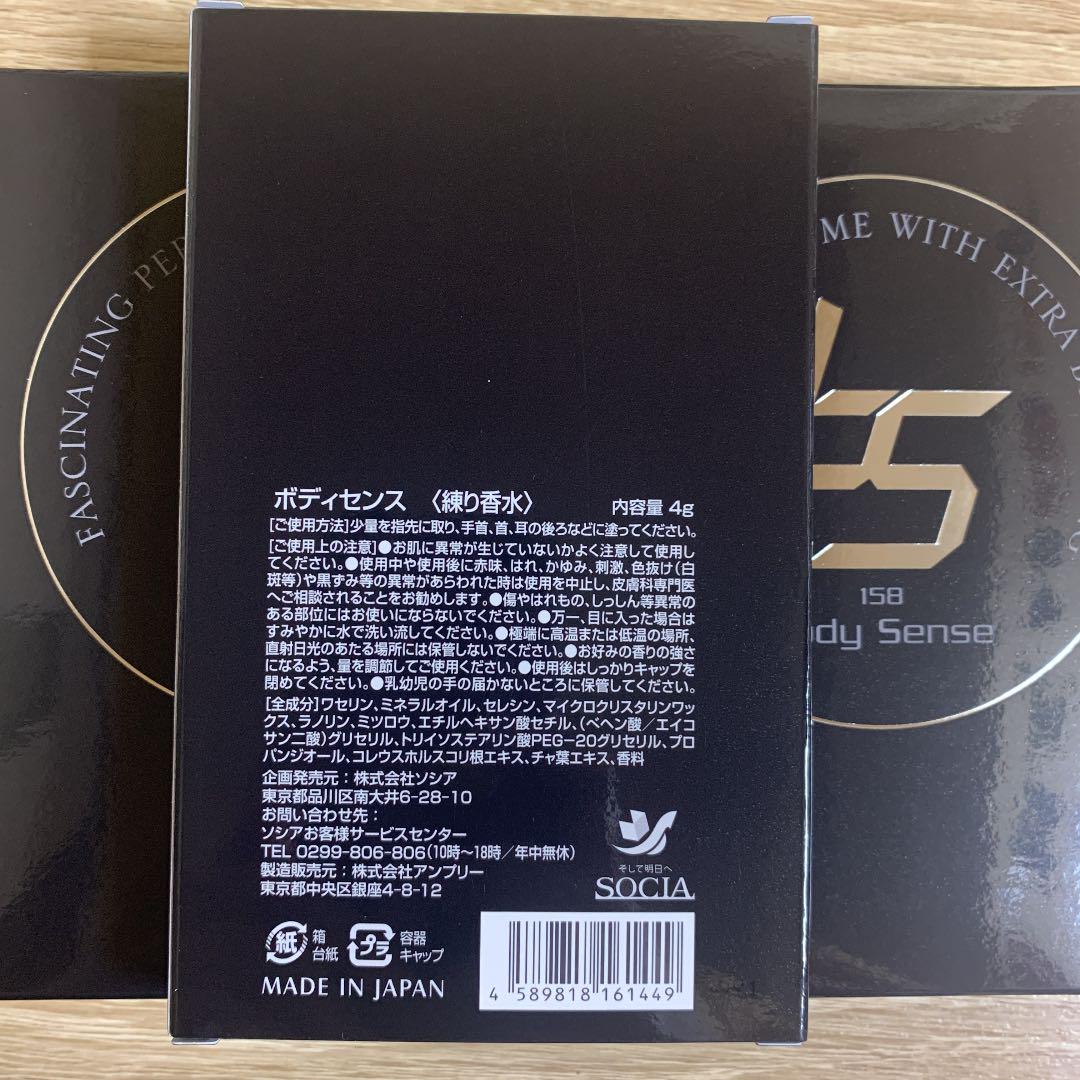 FASCINATING
ME WITH EXTRA
158
dy Sense
ボディセンス 〈練り香水〉 内容量 4g
[ご使用方法]少量を指先に取り、手首、首、耳の後ろなどに塗ってください。
[ご使用上の注意]●お肌に異常が生じていないかよく注意して使用し
てください。●使用中や使用後に赤味、はれ、かゆみ、刺激、色抜け(白
斑等)や黒ずみ等の異常があらわれた時は使用を中止し、皮膚科専門医
へご相談されることをお勧めします。●傷やはれもの、しっしん等異常の
ある部位にはお使いにならないでください。●万一、目に入った場合は
すみやかに水で洗い流してください。●極端に高温または低温の場所、
直射日光のあたる場所には保管しないでください。●お好みの香りの強さ
になるよう、量を調節してご使用ください。●使用後はしっかりキャップを
閉めてください。●乳幼児の手の届かないところに保管してください。
[全成分]ワセリン、ミネラルオイル、セレシン、マイクロクリスタリンワッ
クス、ラノリン、ミツロウ、エチルヘキサン酸セチル、(ベヘン酸/エイコ
サン二酸)グリセリル、トリイソステアリン酸PEG-20グリセリル、プロ
パンジオール、コレウスホルスコリ根エキス、チャ葉エキス、香料
企画発売元:株式会社ソシア
東京都品川区南大井6-28-10
お問い合わせ先:
ソシアお客様サービスセンター
TEL 0299-806-806(10時〜18時/年中無休)
製造販売元:株式会社アンプリー
東京都中央区銀座4-8-12
そして明日へ
SOCIA
紙 箱
台紙
プラ 容器
キャップ
MADE IN JAPAN
4 589818 161449